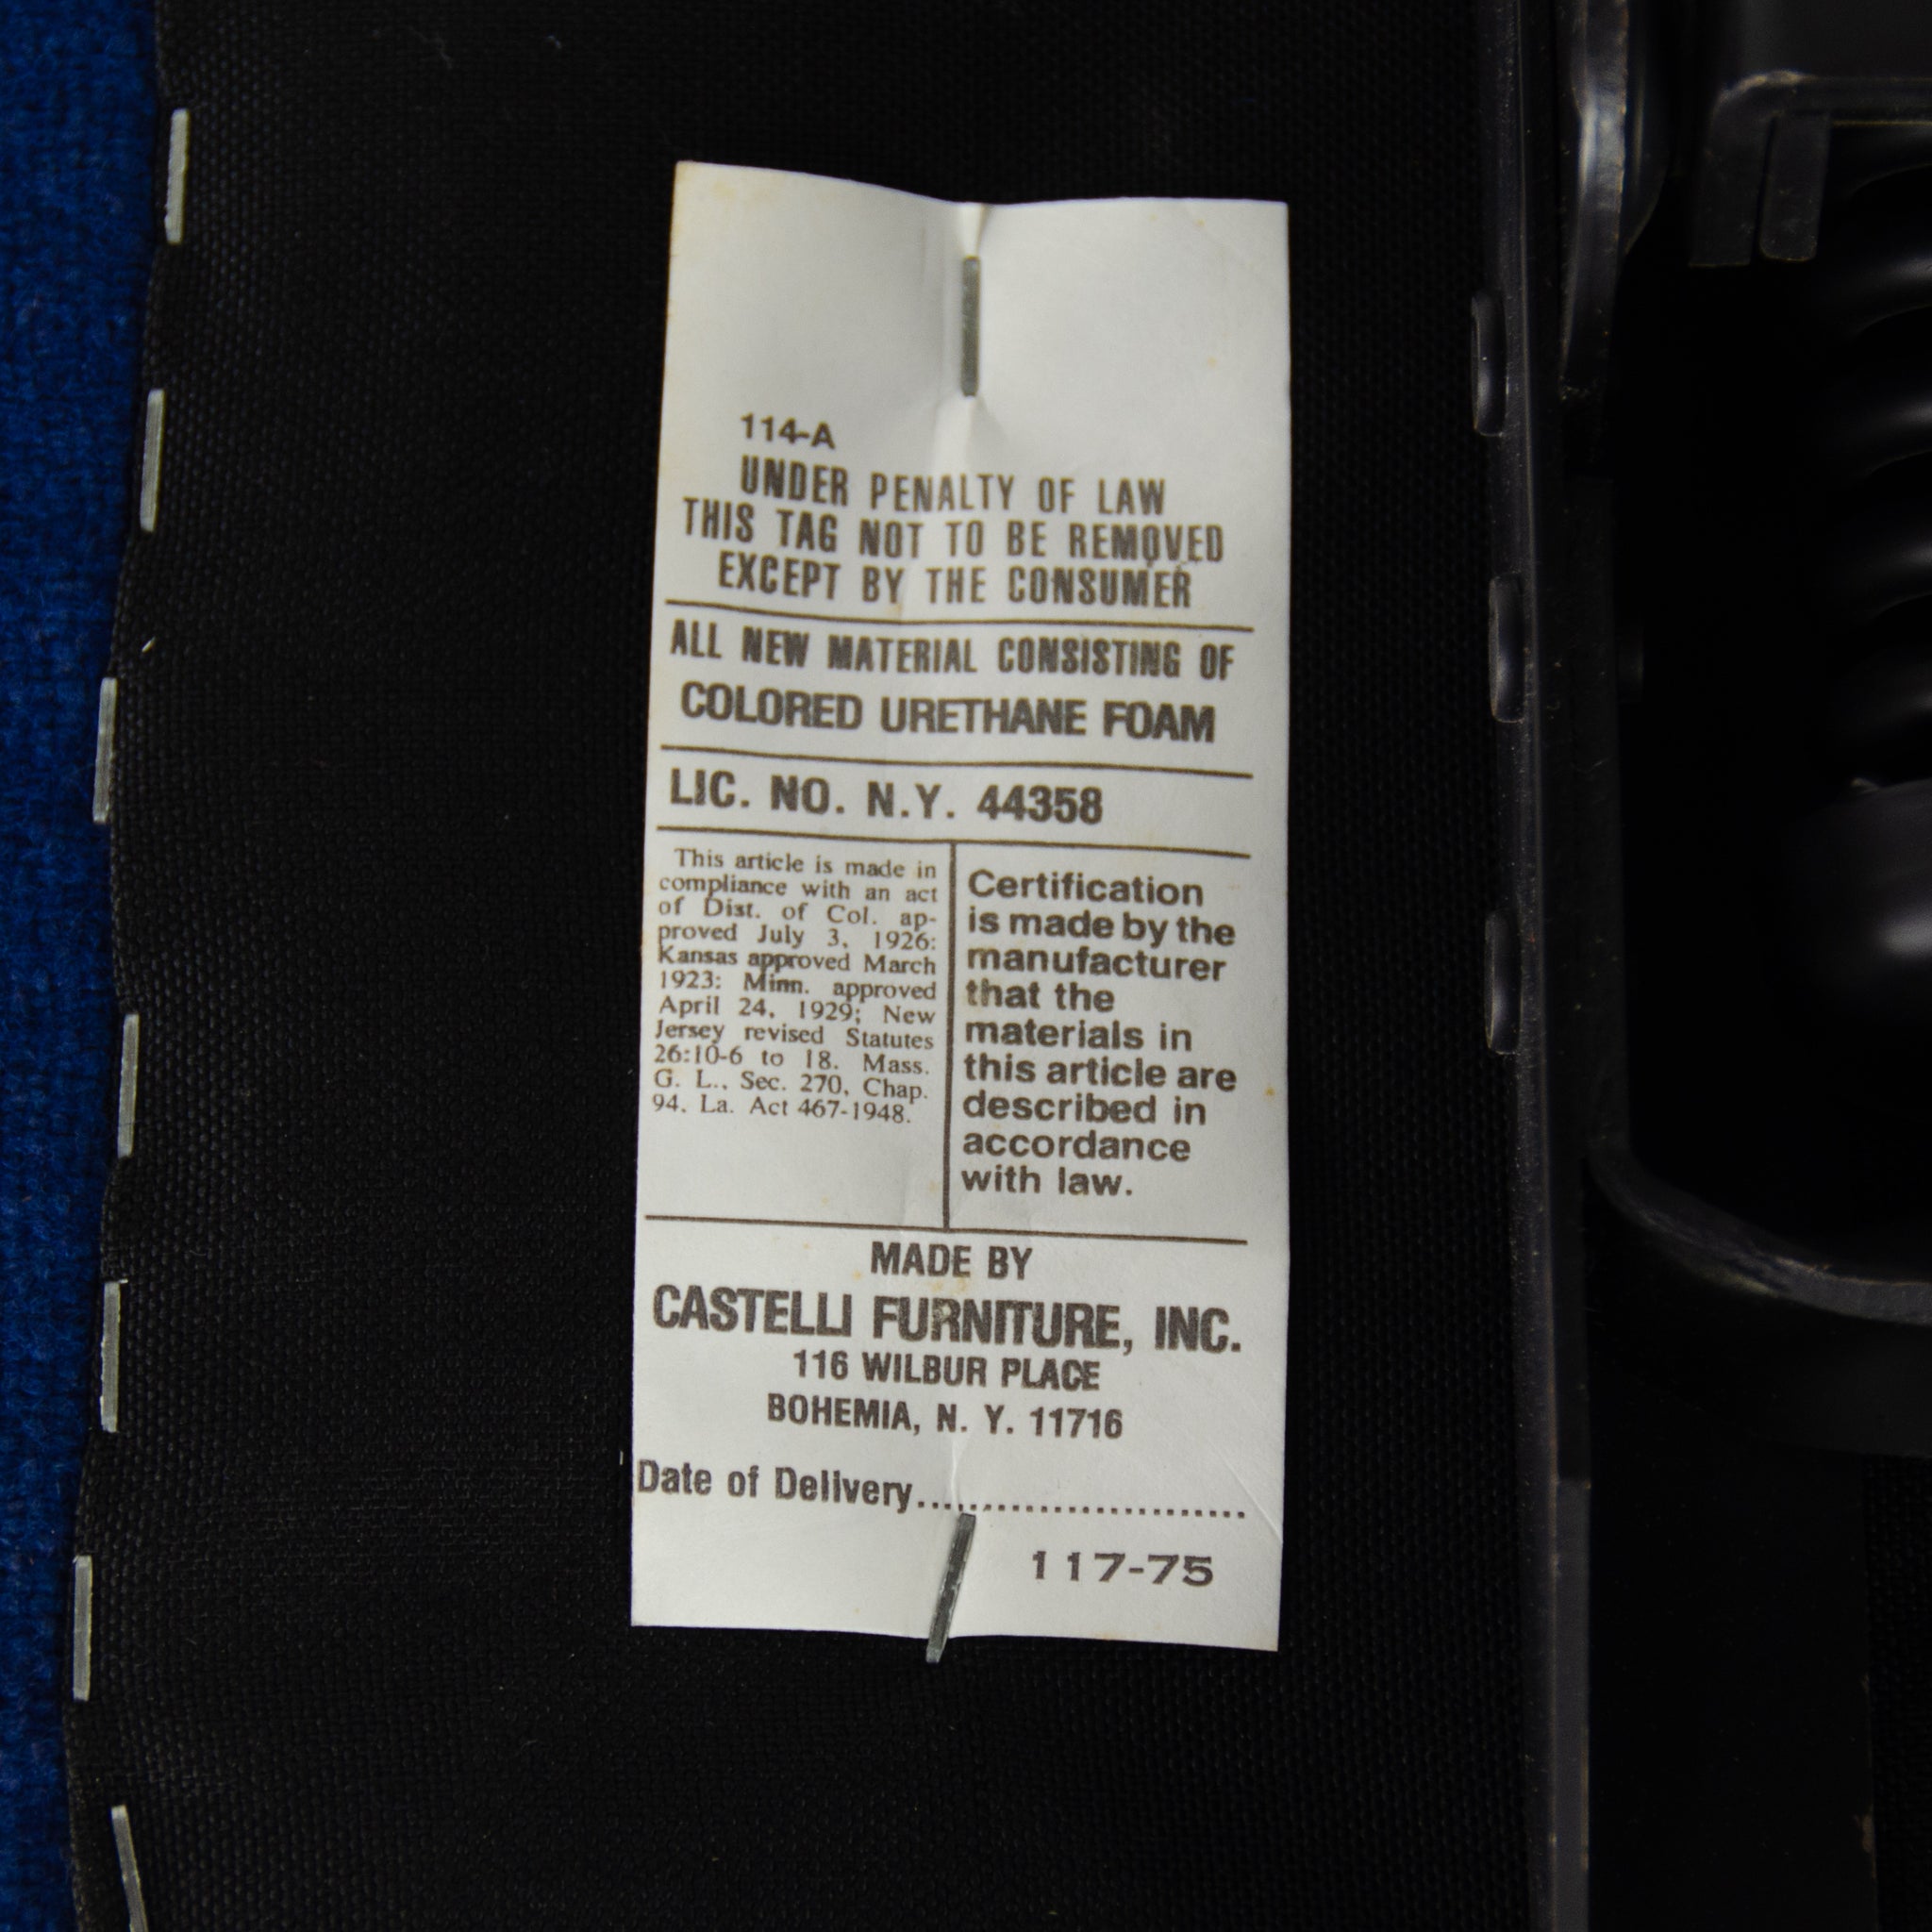 114-A
UNDER PENALTY OF LAW
THIS TAG NOT TO BE REMOVED
EXCEPT BY THE CONSUMER
ALL NEW MATERIAL CONSISTING OF
COLORED URETHANE FOAM
LIC. NO. N.Y. 44358
This article is made in
compliance with an act
of Dist. of Col. ap-
proved July 3, 1926:
Kansas approved March
1923: Minn. approved
April 24, 1929; New
Jersey revised Statutes
26:10-6 to 18. Mass.
G. L., Sec. 270, Chap.
94. La. Act 467-1948.
Certification
is made by the
manufacturer
that the
materials in
this article are
described in
accordance
with law.
MADE BY
CASTELLI FURNITURE, INC.
116 WILBUR PLACE
BOHEMIA, N. Y. 11716
Date of Delivery..........................
117-75